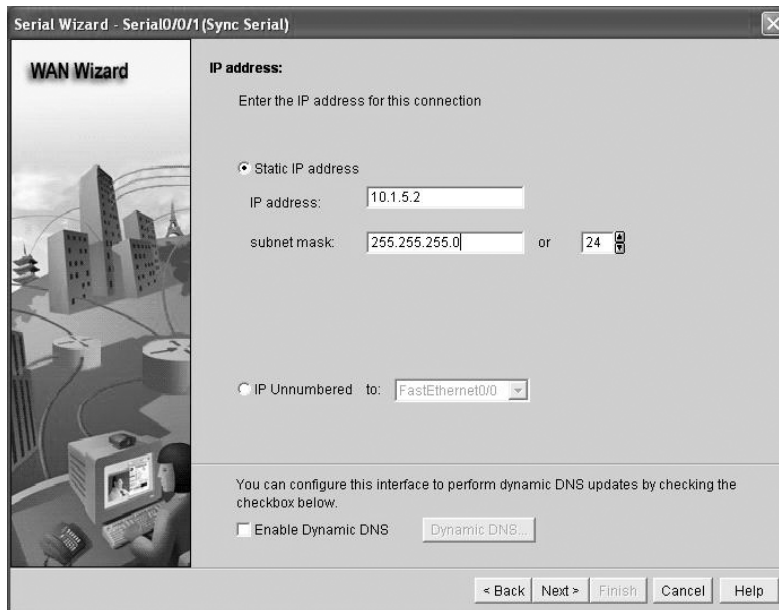 Serial Wizard - Serial0/0/1(Sync Serial)
WAN Wizard
IP address:
Enter the IP address for this connection
Static IP address
IP address: 10.1.5.2
subnet mask: 255.255.255.0 or 24
IP Unnumbered to: FastEthernet0/0
You can configure this interface to perform dynamic DNS updates by checking the
checkbox below.
Enable Dynamic DNS Dynamic DNS...
< Back Next > Finish Cancel Help